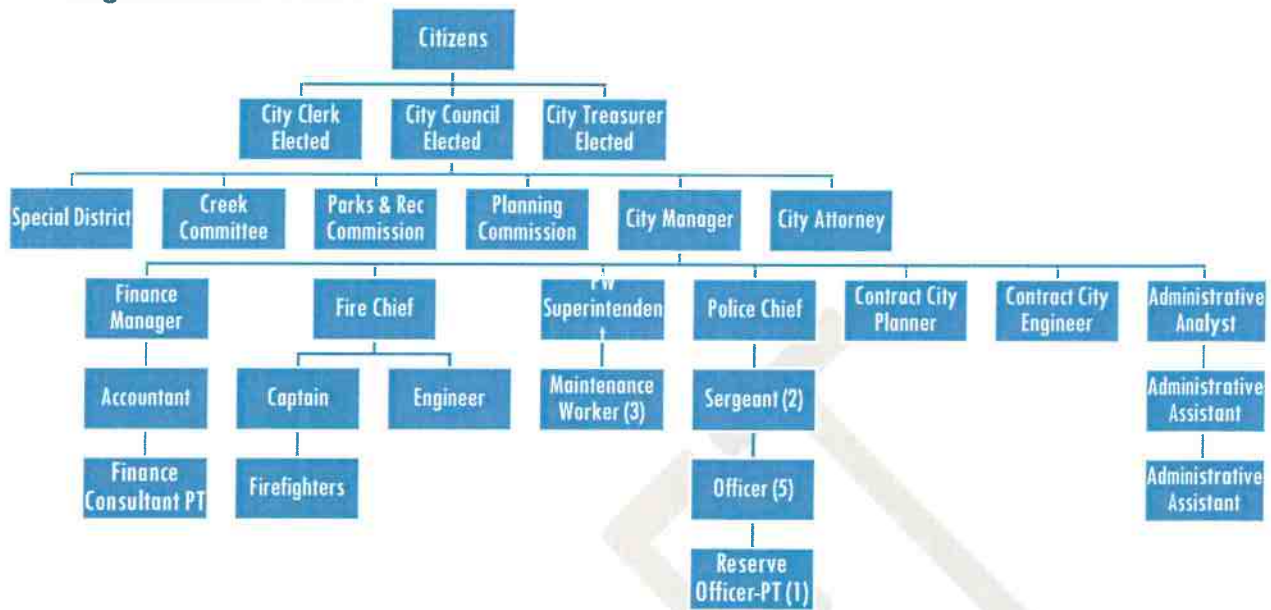 Citizens
City Clerk
Elected
City Council
Elected
City Treasurer
Elected
Special District
Creek
Committee
Parks & Rec
Commission
Planning
Commission
City Manager
City Attorney
Finance
Manager
Fire Chief
PW
Superintenden
Police Chief
Contract City
Planner
Contract City
Engineer
Administrative
Analyst
Accountant
Captain
Engineer
Maintenance
Worker (3)
Sergeant (2)
Administrative
Assistant
Finance
Consultant PT
Firefighters
Officer (5)
Administrative
Assistant
Reserve
Officer-PT (1)